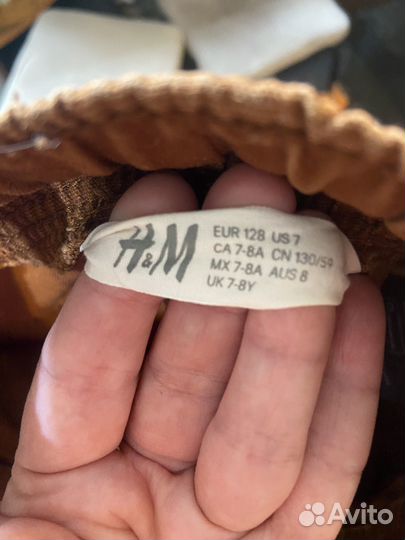 H&M
EUR 128 US 7
CA 7-8A CN 130/59
MX 7-8A AUS 8
UK 7-8Y
Avito